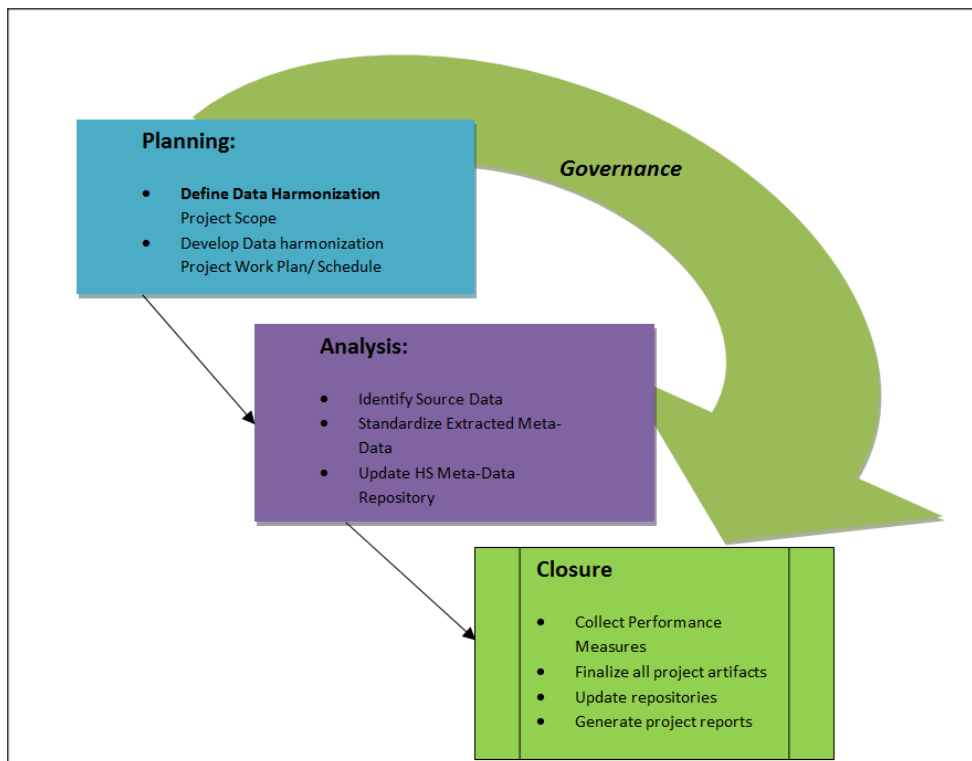 Planning:
• Define Data Harmonization
Project Scope
• Develop Data harmonization
Project Work Plan/ Schedule
Governance
Analysis:
• Identify Source Data
• Standardize Extracted Meta-
Data
• Update HS Meta-Data
Repository
Closure
• Collect Performance
Measures
• Finalize all project artifacts
• Update repositories
• Generate project reports